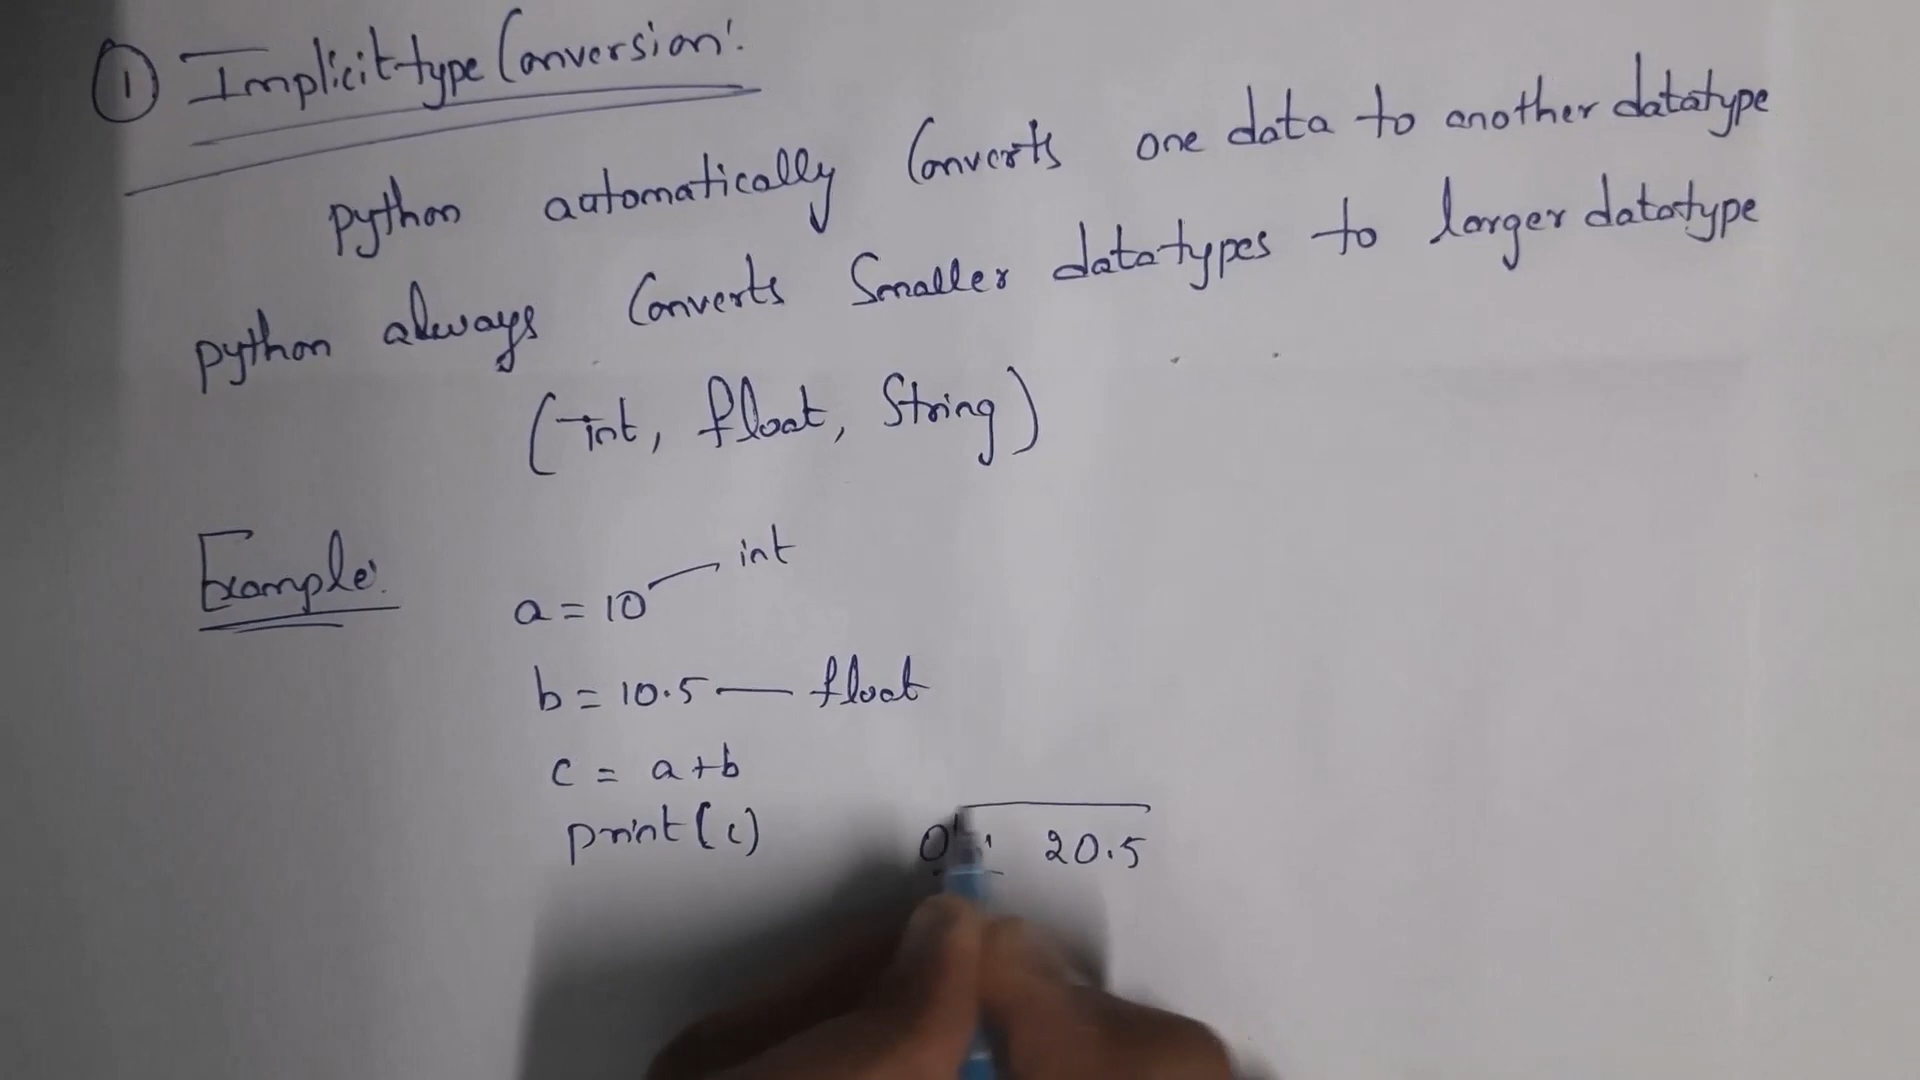 ① Implicit type Conversion:
python automatically Converts one data to another datatype
python always Converts Smaller datatypes to larger datatype
(int, float, String)
Example:
a = 10 int
b = 10.5 — float
c = a+b
print(c) 20.5